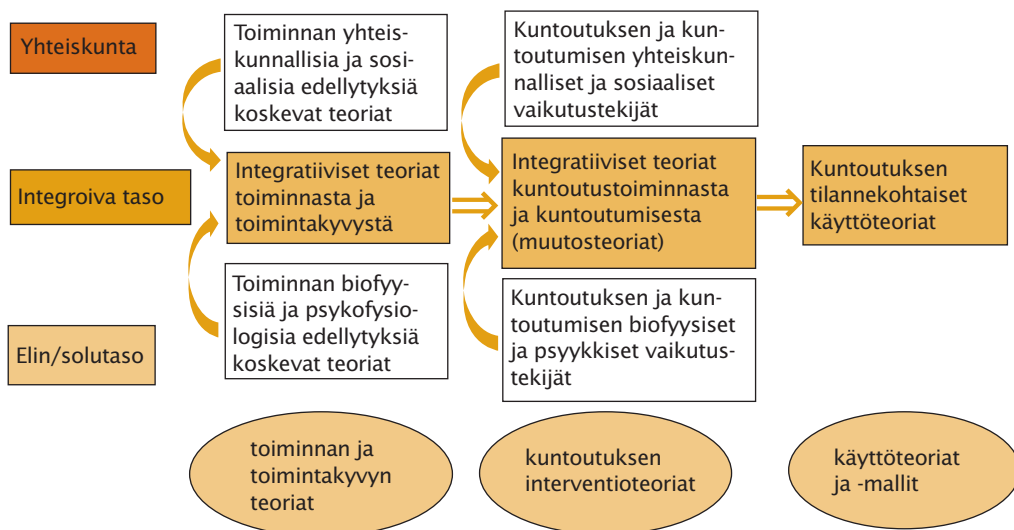 Yhteiskunta
Toiminnan yhteis-
kunnallisia ja sosi-
aalisia edellytyksiä
koskevat teoriat
Kuntoutuksen ja kun-
toutumisen yhteiskun-
nalliset ja sosiaaliset
vaikutustekijät
Integroiva taso
Integratiiviset teoriat
toiminnasta ja
toimintakyvystä
Integratiiviset teoriat
kuntoutustoiminnasta
ja kuntoutumisesta
(muutosteoriat)
Kuntoutuksen
tilannekohtaiset
käyttöteoriat
Elin/solutaso
Toiminnan biofyy-
sisiä ja psykofysio-
logisia edellytyksiä
koskevat teoriat
Kuntoutuksen ja kun-
toutumisen biofyysiset
ja psyykkiset vaikutus-
tekijät
toiminnan ja
toimintakyvyn
teoriat
kuntoutuksen
interventioteoriat
käyttöteoriat
ja -mallit